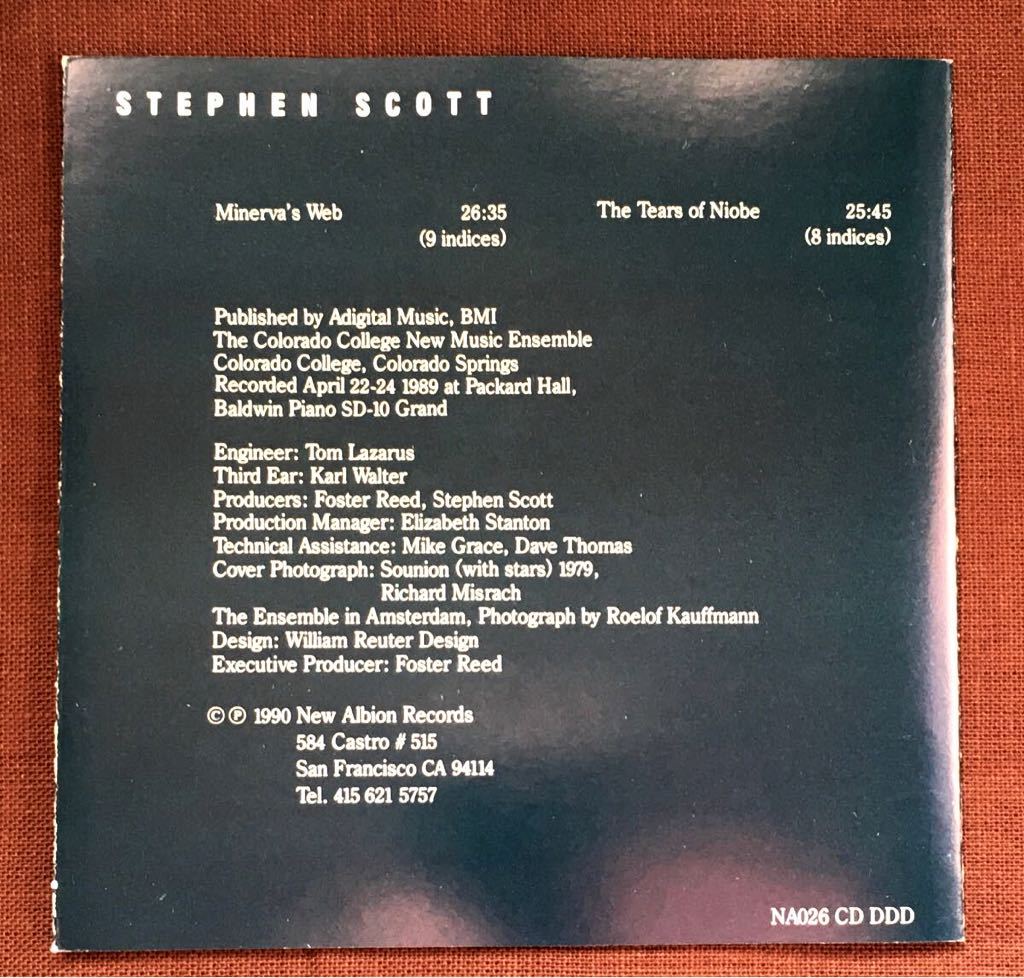 STEPHEN SCOTT
Minerva's Web 26:35 The Tears of Niobe 25:45
(9 indices) (8 indices)
Published by Adigital Music, BMI
The Colorado College New Music Ensemble
Colorado College, Colorado Springs
Recorded April 22-24 1989 at Packard Hall,
Baldwin Piano SD-10 Grand
Engineer: Tom Lazarus
Third Ear: Karl Walter
Producers: Foster Reed, Stephen Scott
Production Manager: Elizabeth Stanton
Technical Assistance: Mike Grace, Dave Thomas
Cover Photograph: Sounion (with stars) 1979,
Richard Misrach
The Ensemble in Amsterdam, Photograph by Roelof Kauffmann
Design: William Reuter Design
Executive Producer: Foster Reed
©℗ 1990 New Albion Records
584 Castro # 515
San Francisco CA 94114
Tel. 415 621 5757
NA026 CD DDD